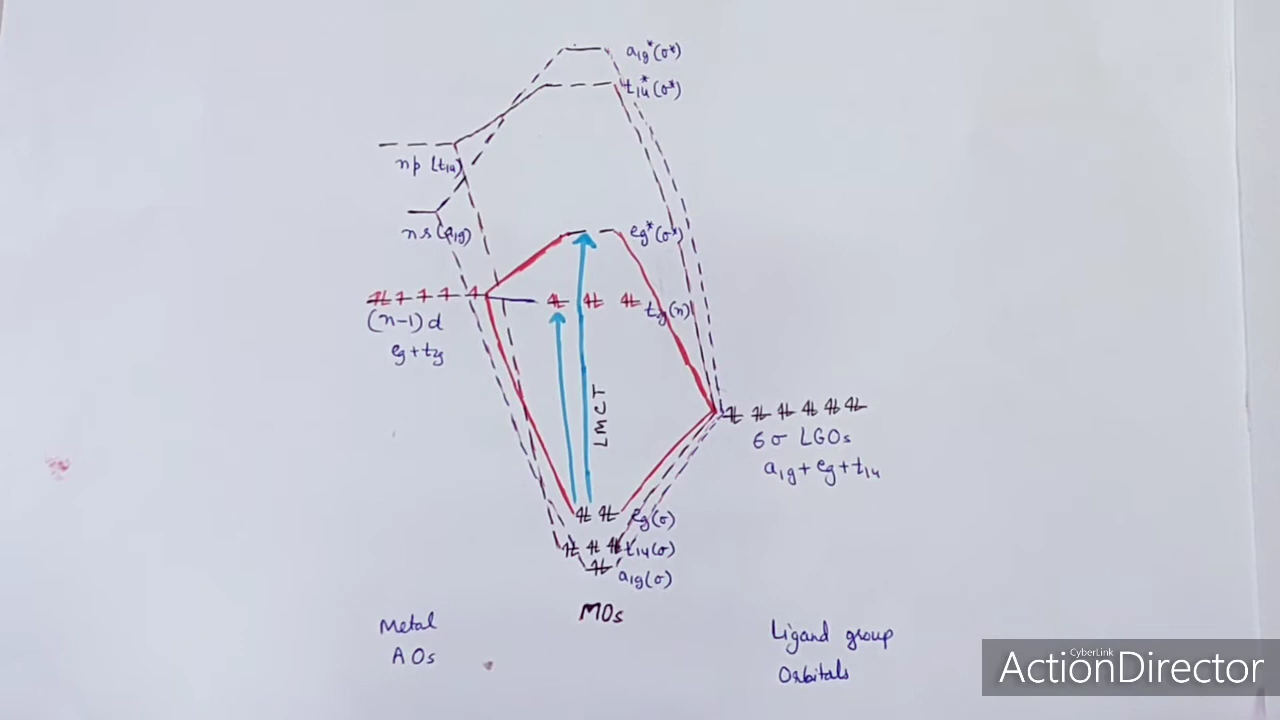 a1g*(σ*)
t1u*(σ*)
np (t1u)
ns (a1g)
eg*(σ*)
(n-1) d
eg + t2g
t2g(n)
LMCT
6σ LGOs
a1g + eg + t1u
eg(σ)
t1u(σ)
a1g(σ)
MOs
Metal
AOs
Ligand group
Orbitals
CyberLink
ActionDirector